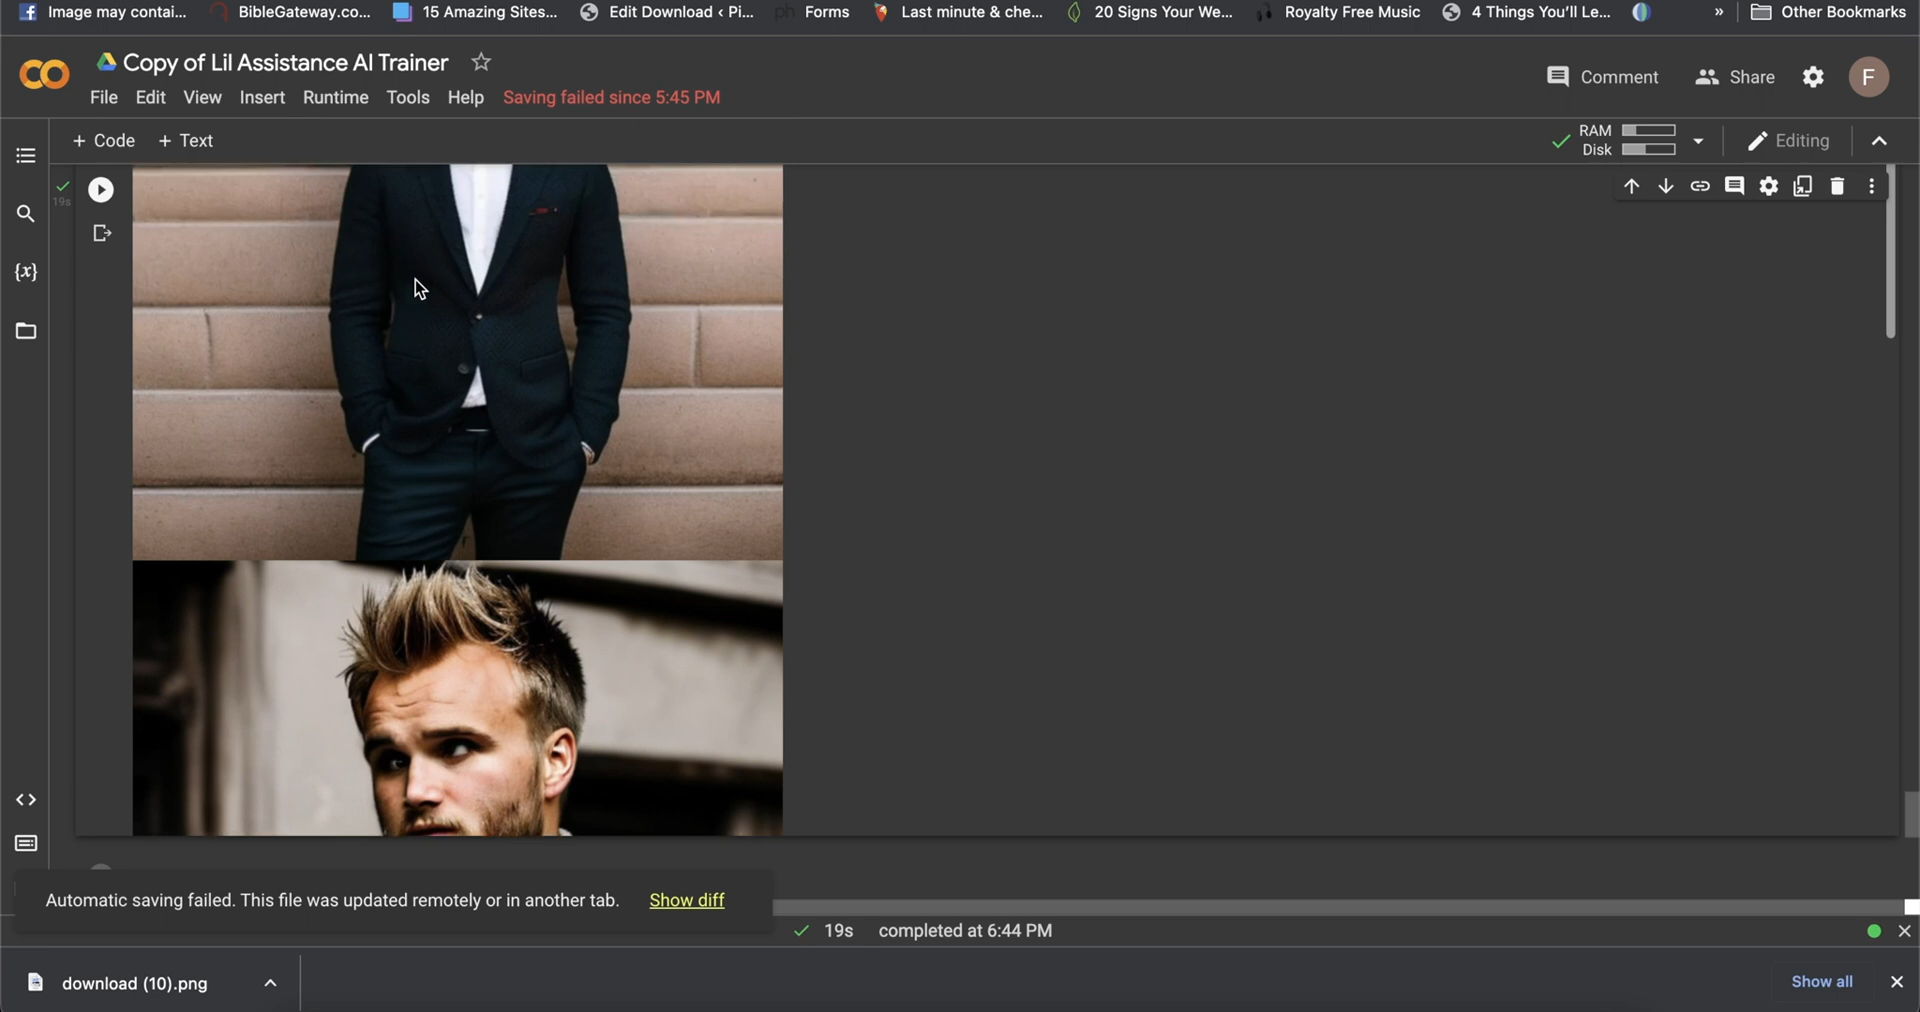 Image may contai... BibleGateway.co... 15 Amazing Sites... Edit Download ‹ Pi... ph Forms Last minute & che... 20 Signs Your We... Royalty Free Music 4 Things You'll Le... » Other Bookmarks
Copy of Lil Assistance AI Trainer
Comment Share F
File Edit View Insert Runtime Tools Help Saving failed since 5:45 PM
+ Code + Text RAM Disk Editing
19s
{x}
Automatic saving failed. This file was updated remotely or in another tab. Show diff
19s completed at 6:44 PM
download (10).png Show all